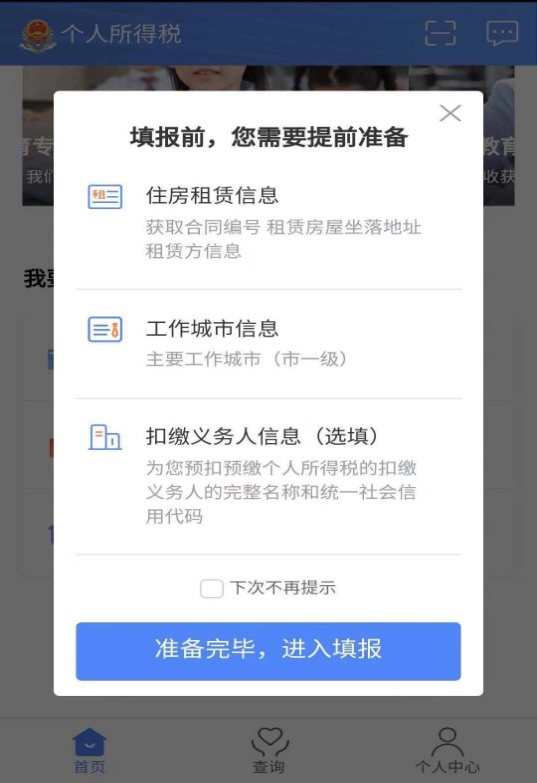 个人所得税
填报前，您需要提前准备
住房租赁信息
获取合同编号 租赁房屋坐落地址
租赁方信息
工作城市信息
主要工作城市（市一级）
扣缴义务人信息（选填）
为您预扣预缴个人所得税的扣缴
义务人的完整名称和统一社会信
用代码
下次不再提示
准备完毕，进入填报
首页
查询
个人中心